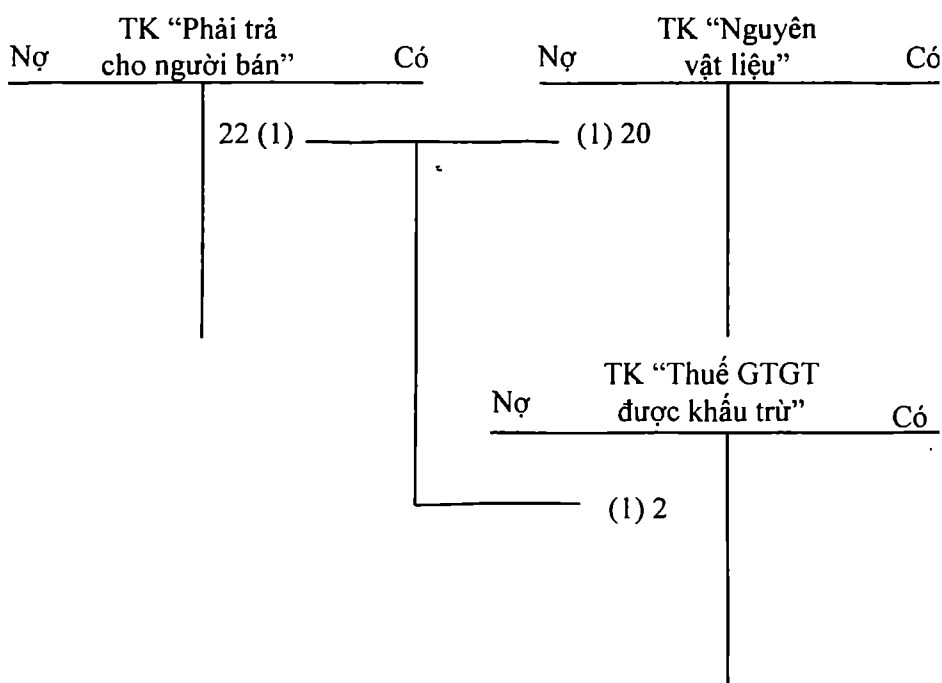 TK “Phải trả
Nợ cho người bán” Có
TK “Nguyên
Nợ vật liệu” Có
22 (1)
(1) 20
TK “Thuế GTGT
Nợ được khấu trừ” Có
(1) 2